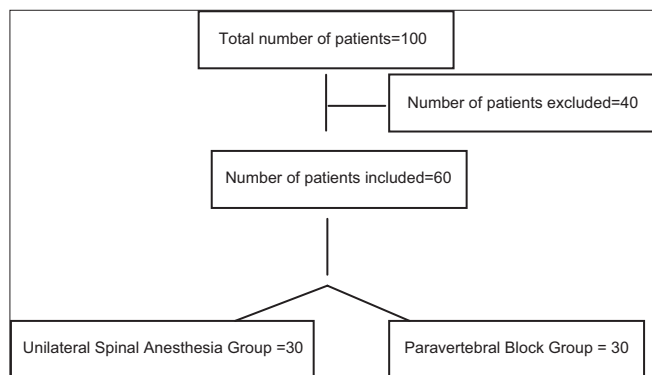 Total number of patients=100
Number of patients excluded=40
Number of patients included=60
Unilateral Spinal Anesthesia Group =30
Paravertebral Block Group = 30